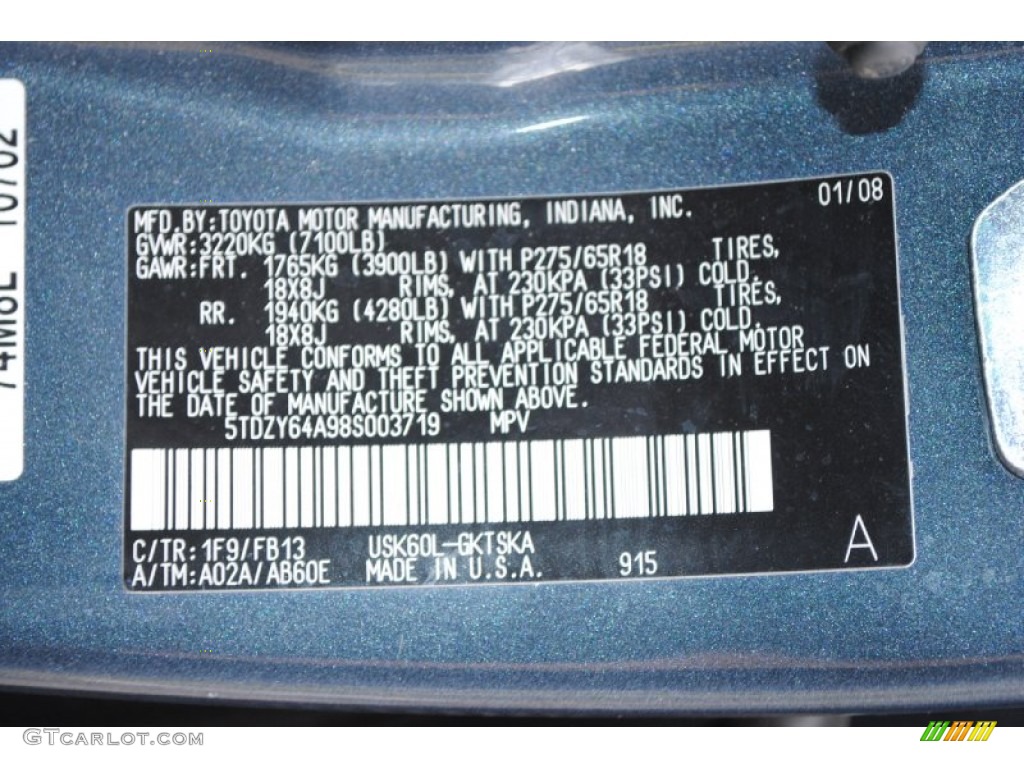 74M8L 10702
MFD.BY:TOYOTA MOTOR MANUFACTURING, INDIANA, INC. 01/08
GVWR:3220KG (7100LB)
GAWR:FRT. 1765KG (3900LB) WITH P275/65R18 TIRES,
18X8J RIMS, AT 230KPA (33PSI) COLD.
RR. 1940KG (4280LB) WITH P275/65R18 TIRES,
18X8J RIMS, AT 230KPA (33PSI) COLD.
THIS VEHICLE CONFORMS TO ALL APPLICABLE FEDERAL MOTOR
VEHICLE SAFETY AND THEFT PREVENTION STANDARDS IN EFFECT ON
THE DATE OF MANUFACTURE SHOWN ABOVE.
5TDZY64A98S003719 MPV
C/TR:1F9/FB13 USK60L-GKTSKA
A/TM:A02A/AB60E MADE IN U.S.A. 915 A
GTCarLot.com